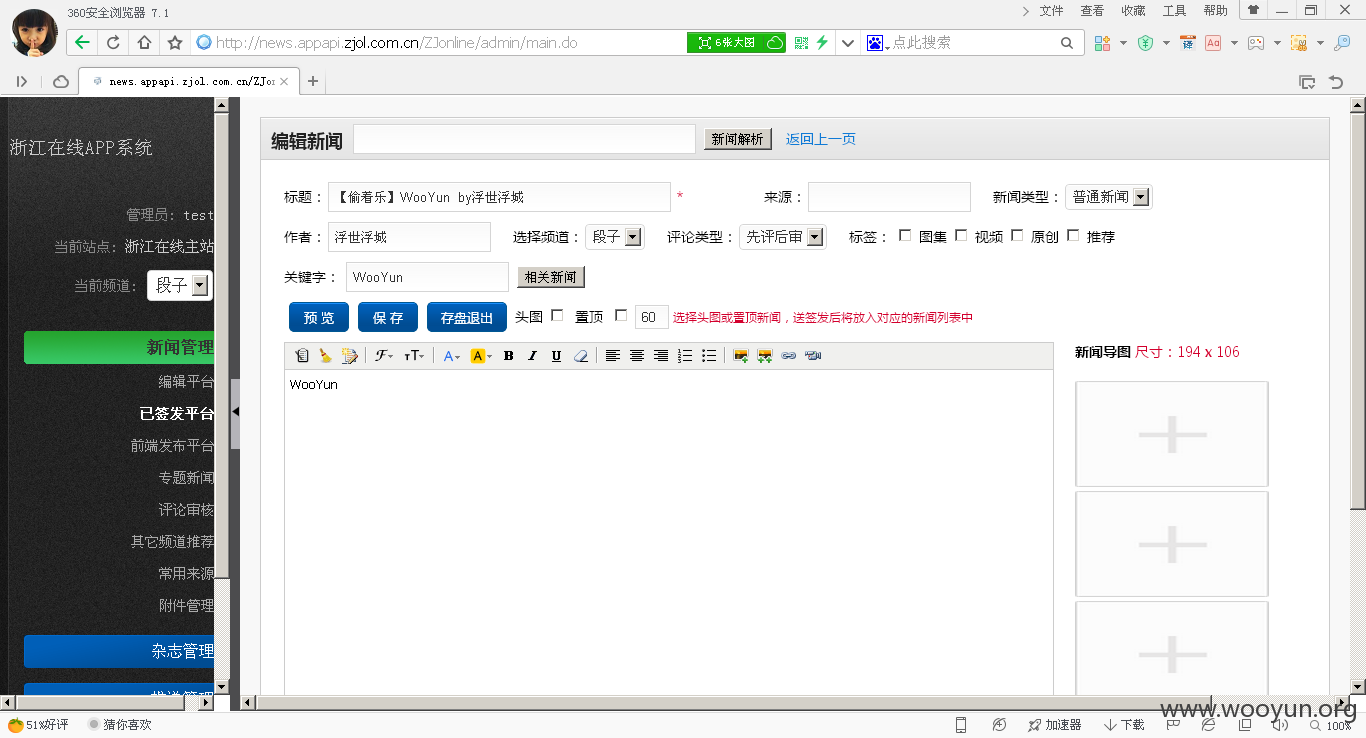 360安全浏览器 7.1
文件 查看 收藏 工具 帮助
http://news.appapi.zjol.com.cn/ZJonline/admin/main.do
6张大图
点此搜索
译
Aa
news.appapi.zjol.com.cn/ZJon
浙江在线APP系统
管理员：test
当前站点：浙江在线主站
当前频道：段子
新闻管理
编辑平台
已签发平台
前端发布平台
专题新闻
评论审核
其它频道推荐
常用来源
附件管理
杂志管理
推送管理
编辑新闻 新闻解析 返回上一页
标题：【偷着乐】WooYun by浮世浮城 * 来源： 新闻类型：普通新闻
作者：浮世浮城 选择频道：段子 评论类型：先评后审 标签： 图集 视频 原创 推荐
关键字：WooYun 相关新闻
预 览 保 存 存盘退出 头图 置顶 60 选择头图或置顶新闻，送签发后将放入对应的新闻列表中
F тT A A B I U
WooYun
新闻导图 尺寸：194 x 106
www.wooyun.org
51%好评 猜你喜欢
加速器 下载 100%